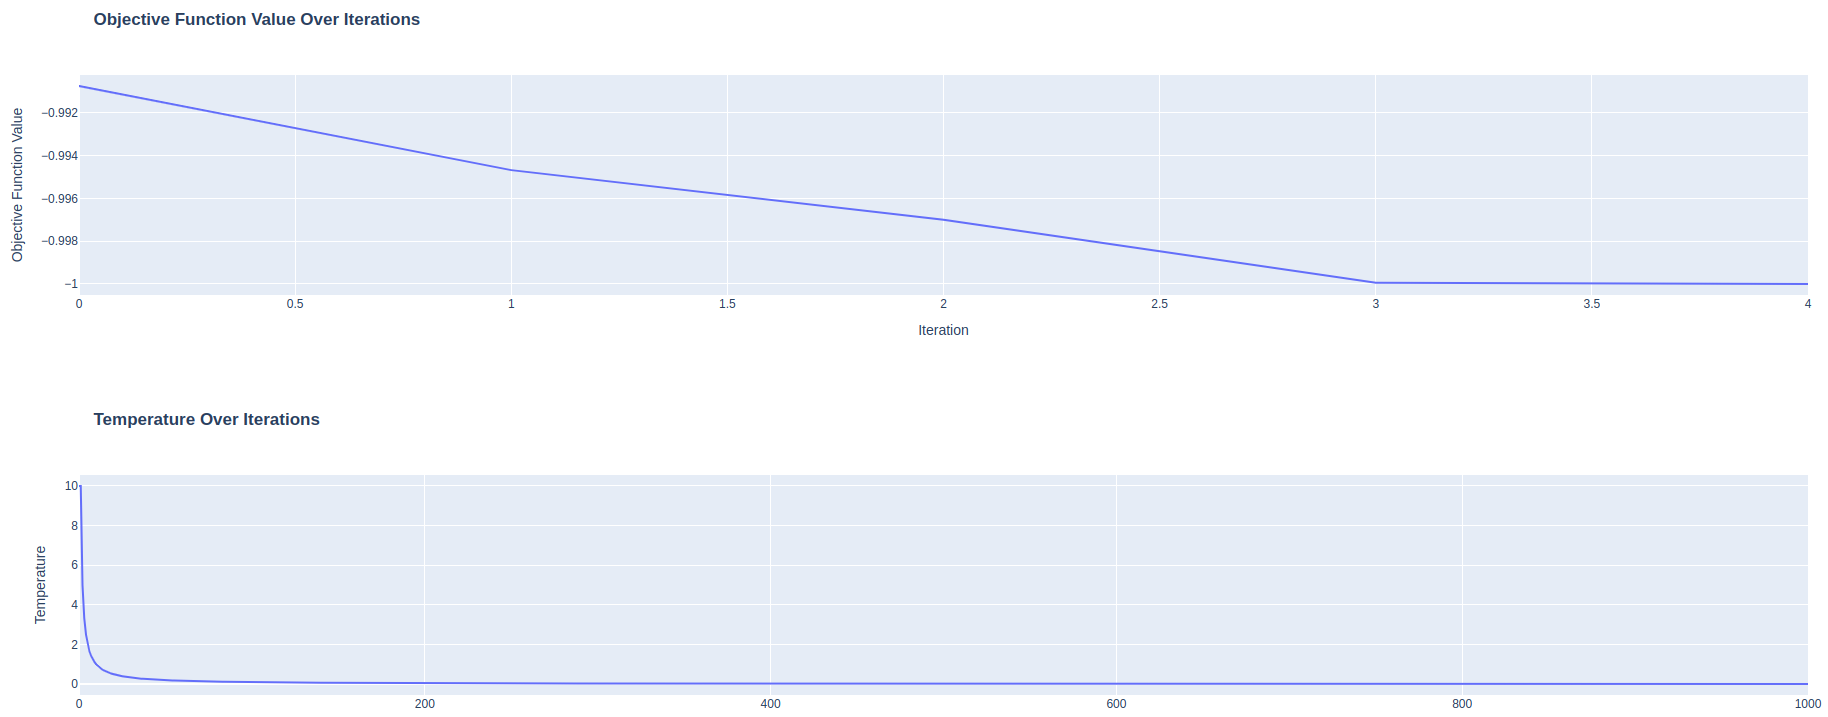 Objective Function Value Over Iterations
Objective Function Value
−0.992
−0.994
−0.996
−0.998
−1
0 0.5 1 1.5 2 2.5 3 3.5 4
Iteration
Temperature Over Iterations
Temperature
10
8
6
4
2
0
0 200 400 600 800 1000